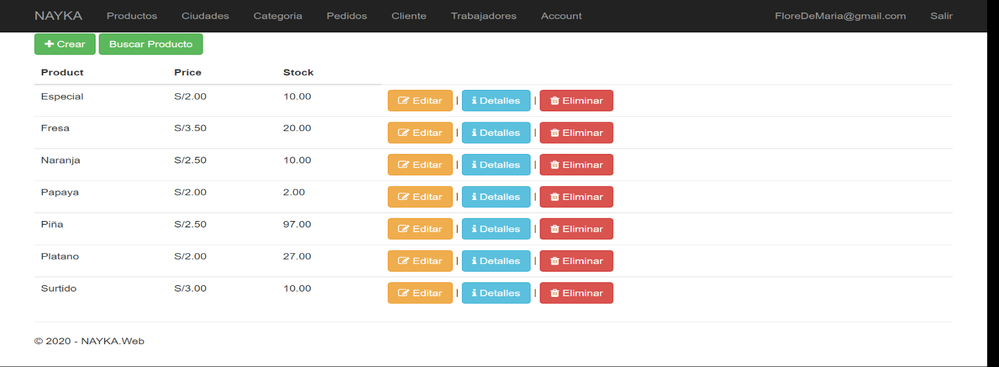 NAYKA Productos Ciudades Categoria Pedidos Cliente Trabajadores Account FloreDeMaria@gmail.com Salir
Crear Buscar Producto
Product Price Stock
Especial S/2.00 10.00 Editar | Detalles | Eliminar
Fresa S/3.50 20.00 Editar | Detalles | Eliminar
Naranja S/2.50 10.00 Editar | Detalles | Eliminar
Papaya S/2.00 2.00 Editar | Detalles | Eliminar
Piña S/2.50 97.00 Editar | Detalles | Eliminar
Platano S/2.00 27.00 Editar | Detalles | Eliminar
Surtido S/3.00 10.00 Editar | Detalles | Eliminar
© 2020 - NAYKA.Web